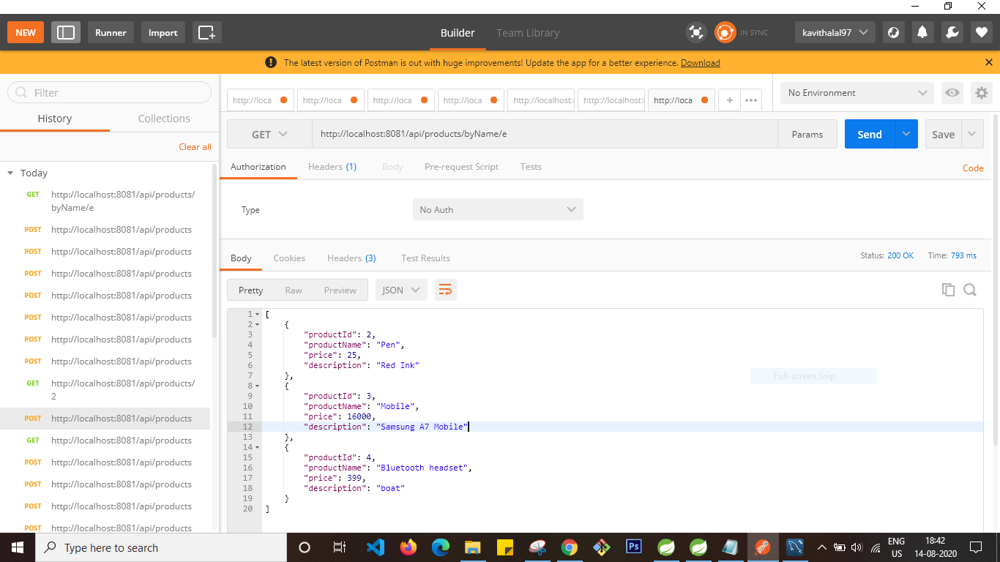 NEW
Runner
Import
Builder
Team Library
IN SYNC
kavithalal97
The latest version of Postman is out with huge improvements! Update the app for a better experience. Download
Filter
History
Collections
Clear all
Today
GET http://localhost:8081/api/products/
byName/e
POST http://localhost:8081/api/products
POST http://localhost:8081/api/products
POST http://localhost:8081/api/products
POST http://localhost:8081/api/products
POST http://localhost:8081/api/products
POST http://localhost:8081/api/products
POST http://localhost:8081/api/products
GET http://localhost:8081/api/products/
2
POST http://localhost:8081/api/products
GET http://localhost:8081/api/products
POST http://localhost:8081/api/products
POST http://localhost:8081/api/products
POST http://localhost:8081/api/products
POST http://localhost:8081/api/products
http://loca
http://loca
http://loca
http://loca
http://localhost:
http://localhost:
http://loca
No Environment
GET
http://localhost:8081/api/products/byName/e
Params
Send
Save
Authorization
Headers (1)
Body
Pre-request Script
Tests
Code
Type
No Auth
Body
Cookies
Headers (3)
Test Results
Status: 200 OK
Time: 793 ms
Pretty
Raw
Preview
JSON
1 [
2 {
3 "productId": 2,
4 "productName": "Pen",
5 "price": 25,
6 "description": "Red Ink"
7 },
8 {
9 "productId": 3,
10 "productName": "Mobile",
11 "price": 16000,
12 "description": "Samsung A7 Mobile"
13 },
14 {
15 "productId": 4,
16 "productName": "Bluetooth headset",
17 "price": 399,
18 "description": "boat"
19 }
20 ]
Full-screen Snip
Type here to search
Ps
ENG
US
18:42
14-08-2020